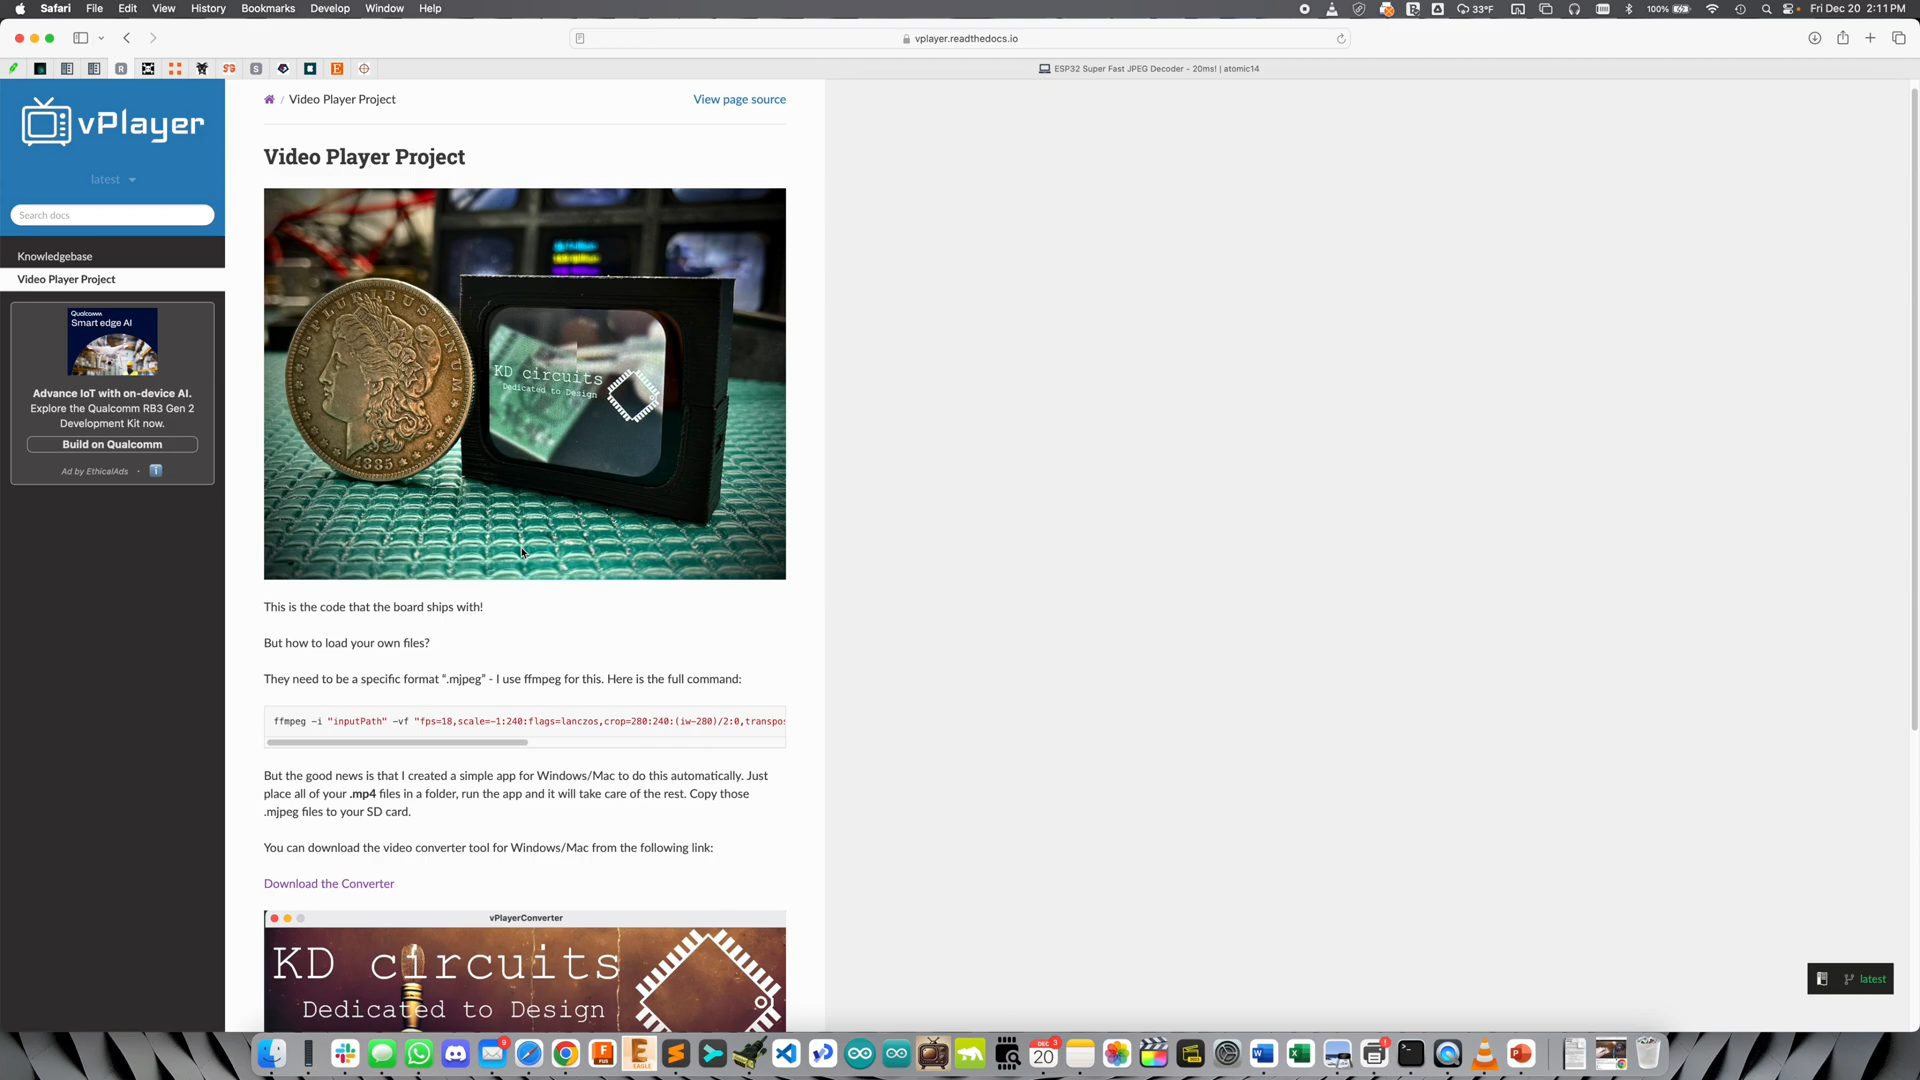 Safari File Edit View History Bookmarks Develop Window Help
33°F 100% Fri Dec 20 2:11 PM
vplayer.readthedocs.io
ESP32 Super Fast JPEG Decoder - 20ms! | atomic14
vPlayer
latest
Search docs
Knowledgebase
Video Player Project
Qualcomm
Smart edge AI
Advance IoT with on-device AI.
Explore the Qualcomm RB3 Gen 2
Development Kit now.
Build on Qualcomm
Ad by EthicalAds ·
/ Video Player Project
View page source
Video Player Project
E·PLURIBUS·UNUM
1885
KD circuits
Dedicated to Design
This is the code that the board ships with!
But how to load your own files?
They need to be a specific format “.mjpeg” - I use ffmpeg for this. Here is the full command:
ffmpeg -i "inputPath" -vf "fps=18,scale=-1:240:flags=lanczos,crop=280:240:(iw-280)/2:0,transpos
But the good news is that I created a simple app for Windows/Mac to do this automatically. Just
place all of your .mp4 files in a folder, run the app and it will take care of the rest. Copy those
.mjpeg files to your SD card.
You can download the video converter tool for Windows/Mac from the following link:
Download the Converter
vPlayerConverter
KD circuits
Dedicated to Design
latest